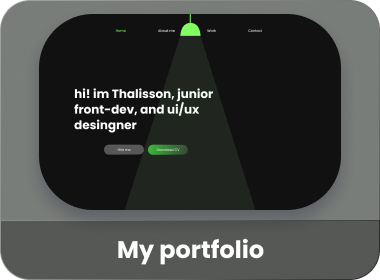 Home About me Work Contact
hi! im Thalisson, junior
front-dev, and ui/ux
desingner
Hire me Download CV
My portfolio